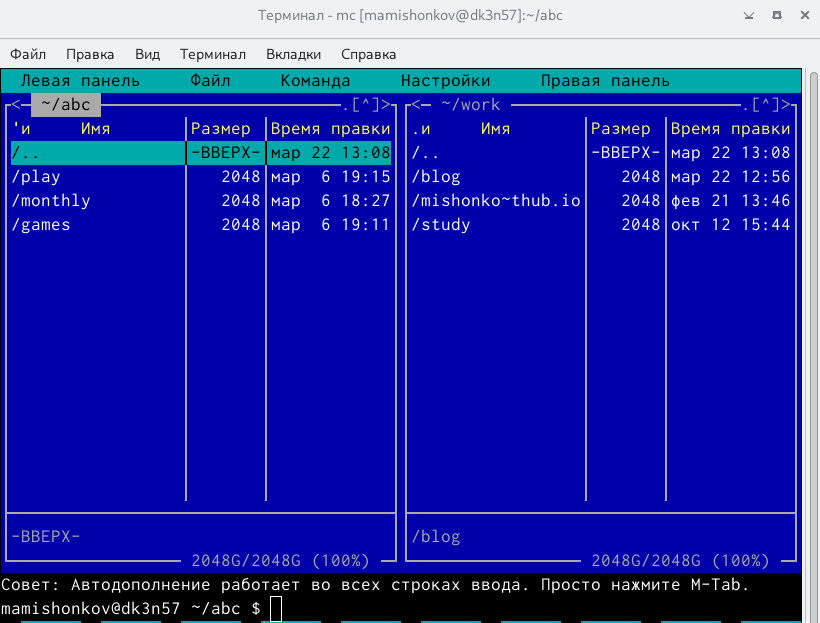 Терминал - mc [mamishonkov@dk3n57]:~/abc
Файл Правка Вид Терминал Вкладки Справка
Левая панель Файл Команда Настройки Правая панель
<─ ~/abc ─.[^]> <─ ~/work ─.[^]>
'и Имя Размер Время правки .и Имя Размер Время правки
/.. -ВВЕРХ- мар 22 13:08 /.. -ВВЕРХ- мар 22 13:08
/play 2048 мар 6 19:15 /blog 2048 мар 22 12:56
/monthly 2048 мар 6 18:27 /mishonko~thub.io 2048 фев 21 13:46
/games 2048 мар 6 19:11 /study 2048 окт 12 15:44
-ВВЕРХ- /blog
2048G/2048G (100%) 2048G/2048G (100%)
Совет: Автодополнение работает во всех строках ввода. Просто нажмите M-Tab.
mamishonkov@dk3n57 ~/abc $